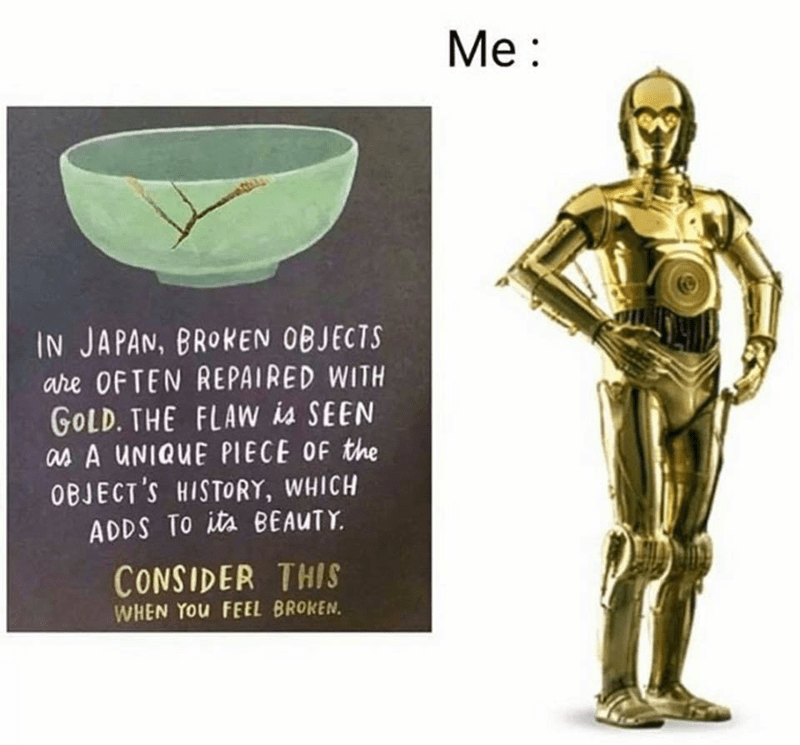 Me :
IN JAPAN, BROKEN OBJECTS
are OFTEN REPAIRED WITH
GOLD. THE FLAW is SEEN
as A UNIQUE PIECE OF the
OBJECT'S HISTORY, WHICH
ADDS TO its BEAUTY.
CONSIDER THIS
WHEN YOU FEEL BROKEN.